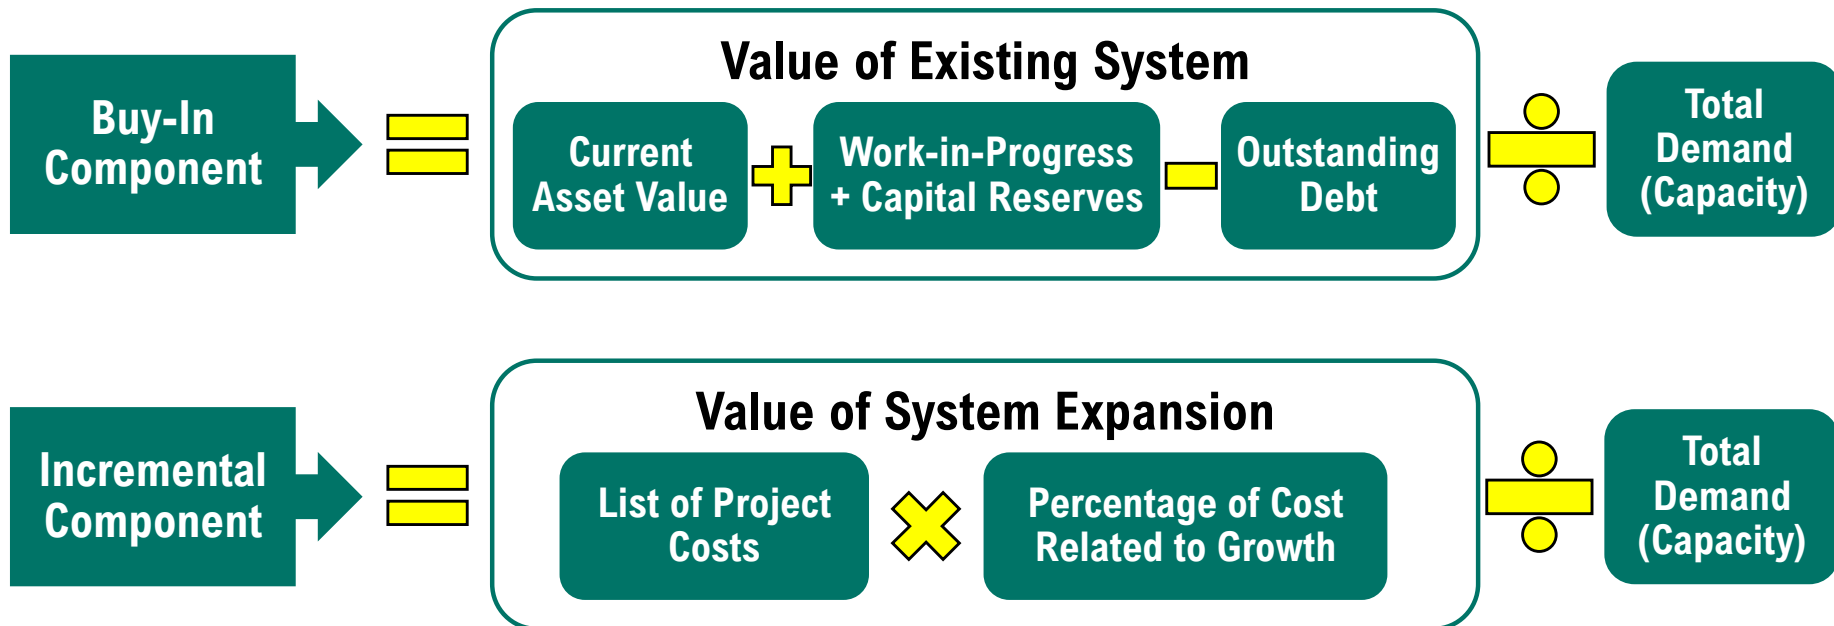 Value of Existing System
Buy-In
Component
Current
Asset Value
Work-in-Progress
+ Capital Reserves
Outstanding
Debt
Total
Demand
(Capacity)
Value of System Expansion
Incremental
Component
List of Project
Costs
Percentage of Cost
Related to Growth
Total
Demand
(Capacity)